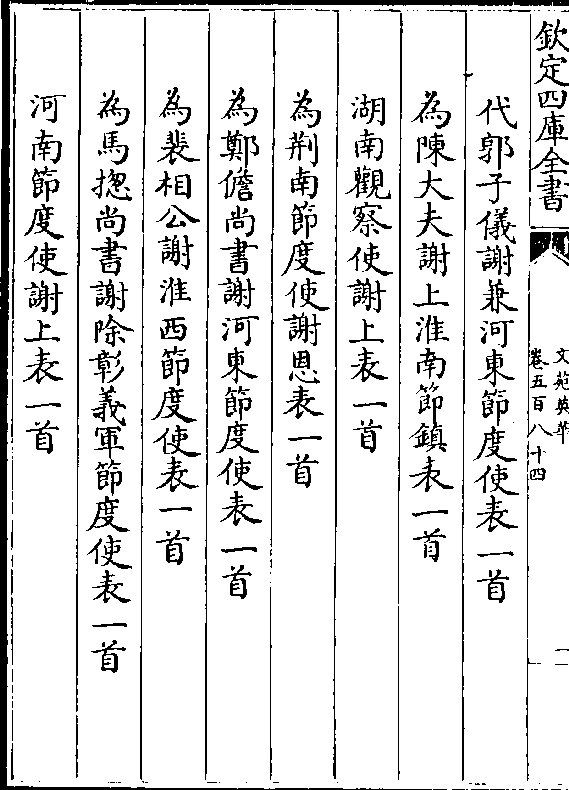 欽定四庫全書
文苑英華
卷五百八十四
代郭子儀謝兼河東節度使表一首
為陳大夫謝上淮南節鎮表一首
湖南觀察使謝上表一首
為荆南節度使謝恩表一首
為鄭儋尚書謝河東節度使表一首
為裴相公謝淮西節度使表一首
為馬揔尚書謝除彰義軍節度使表一首
河南節度使謝上表一首